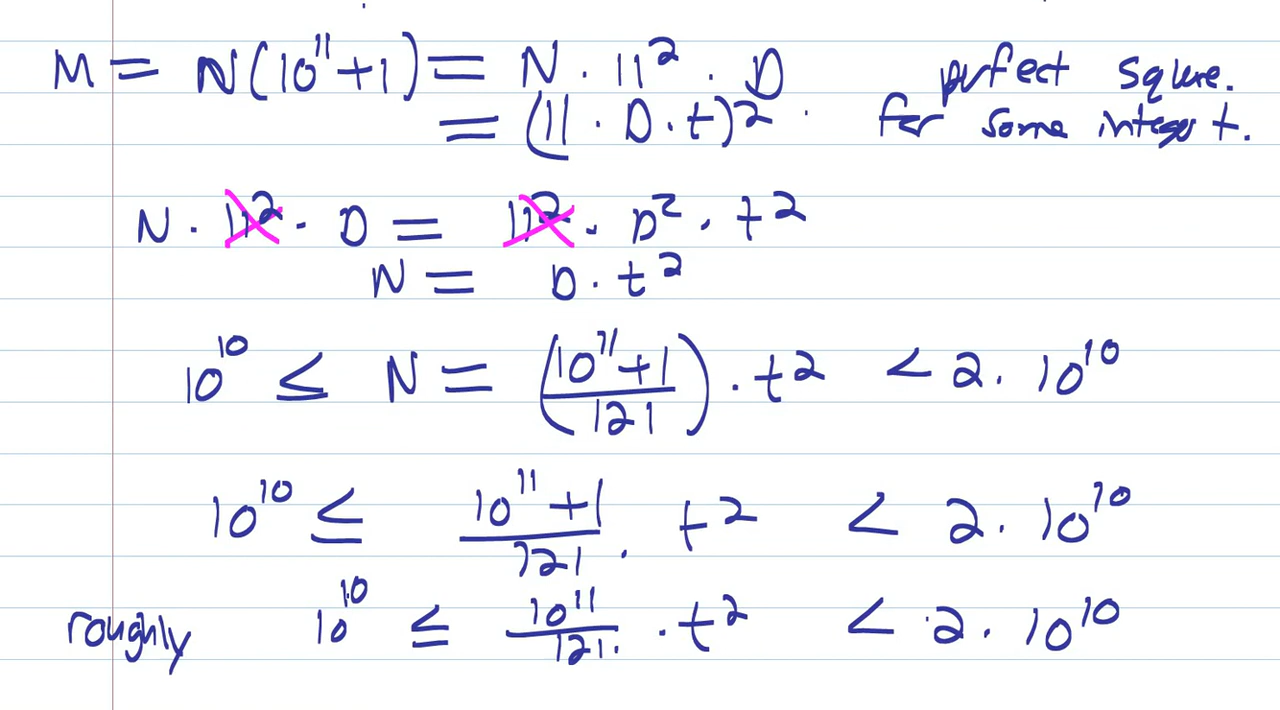 M = N(10¹¹+1) = N · 11² · D perfect square.
= (11 · D · t)² . for some integer t.
N · 11² · D = 11² · D² · t²
N = D · t²
10¹⁰ ≤ N = (10¹¹+1 / 121) · t² < 2 · 10¹⁰
10¹⁰ ≤ 10¹¹+1 / 121 · t² < 2 · 10¹⁰
roughly 10¹⁰ ≤ 10¹¹ / 121 · t² < 2 · 10¹⁰